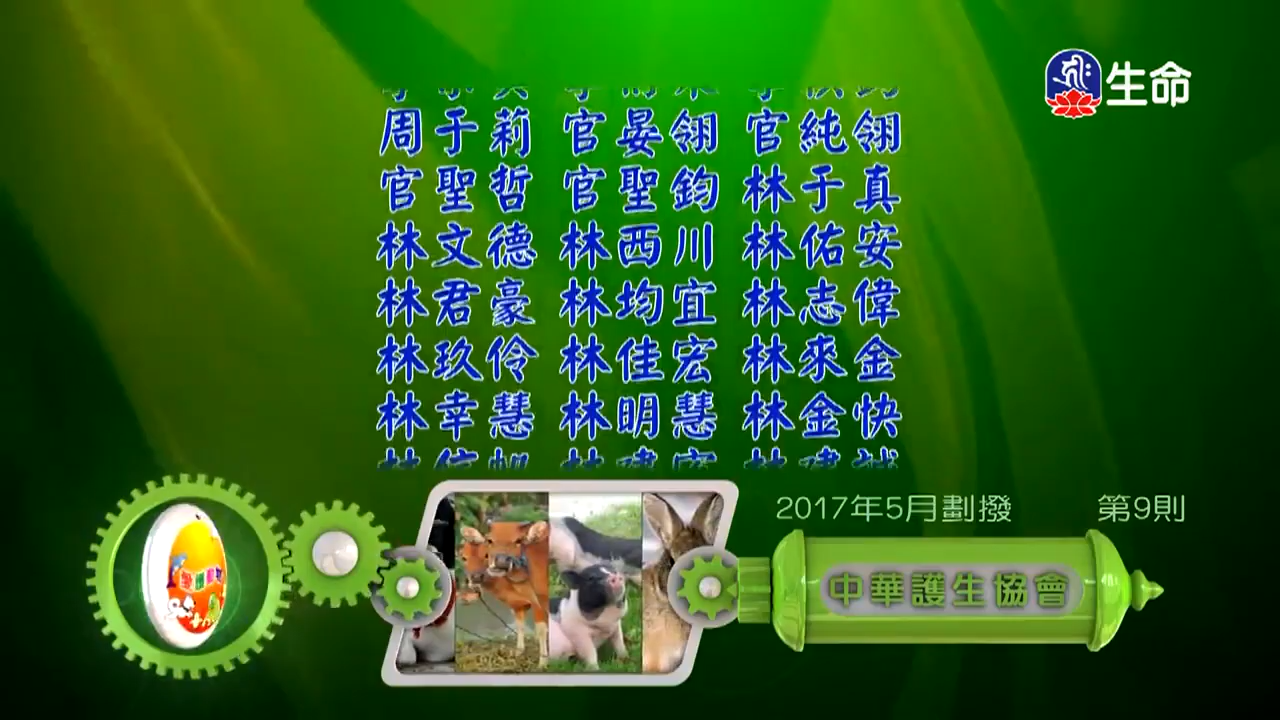 生命
周于莉 官晏翎 官純翎
官聖哲 官聖鈞 林于真
林文德 林西川 林佑安
林君豪 林均宜 林志偉
林玖伶 林佳宏 林來金
林幸慧 林明慧 林金快
2017年5月劃撥 第9則
中華護生協會